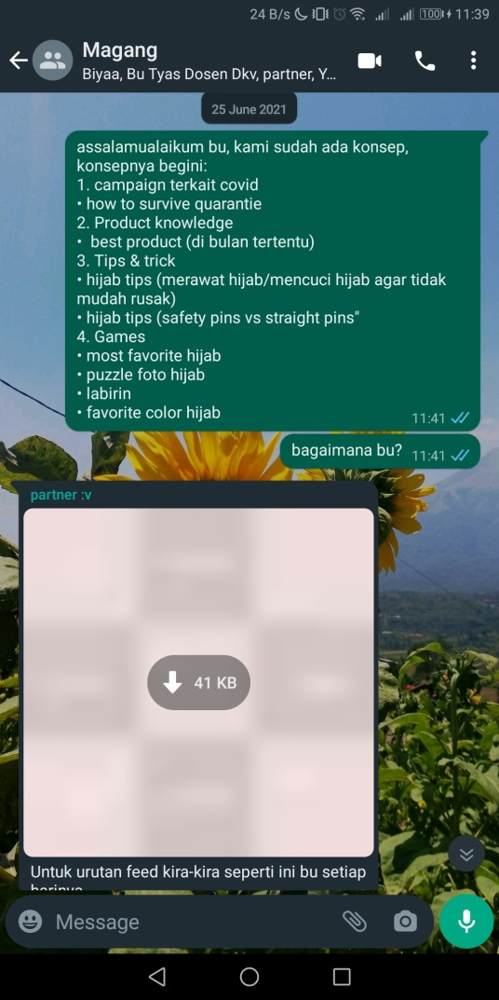 24 B/s 100 11:39
Magang
Biyaa, Bu Tyas Dosen Dkv, partner, Y...
25 June 2021
assalamualaikum bu, kami sudah ada konsep,
konsepnya begini:
1. campaign terkait covid
• how to survive quarantie
2. Product knowledge
• best product (di bulan tertentu)
3. Tips & trick
• hijab tips (merawat hijab/mencuci hijab agar tidak
mudah rusak)
• hijab tips (safety pins vs straight pins"
4. Games
• most favorite hijab
• puzzle foto hijab
• labirin
• favorite color hijab
11:41
bagaimana bu? 11:41
partner :v
41 KB
Untuk urutan feed kira-kira seperti ini bu setiap
harinya
Message